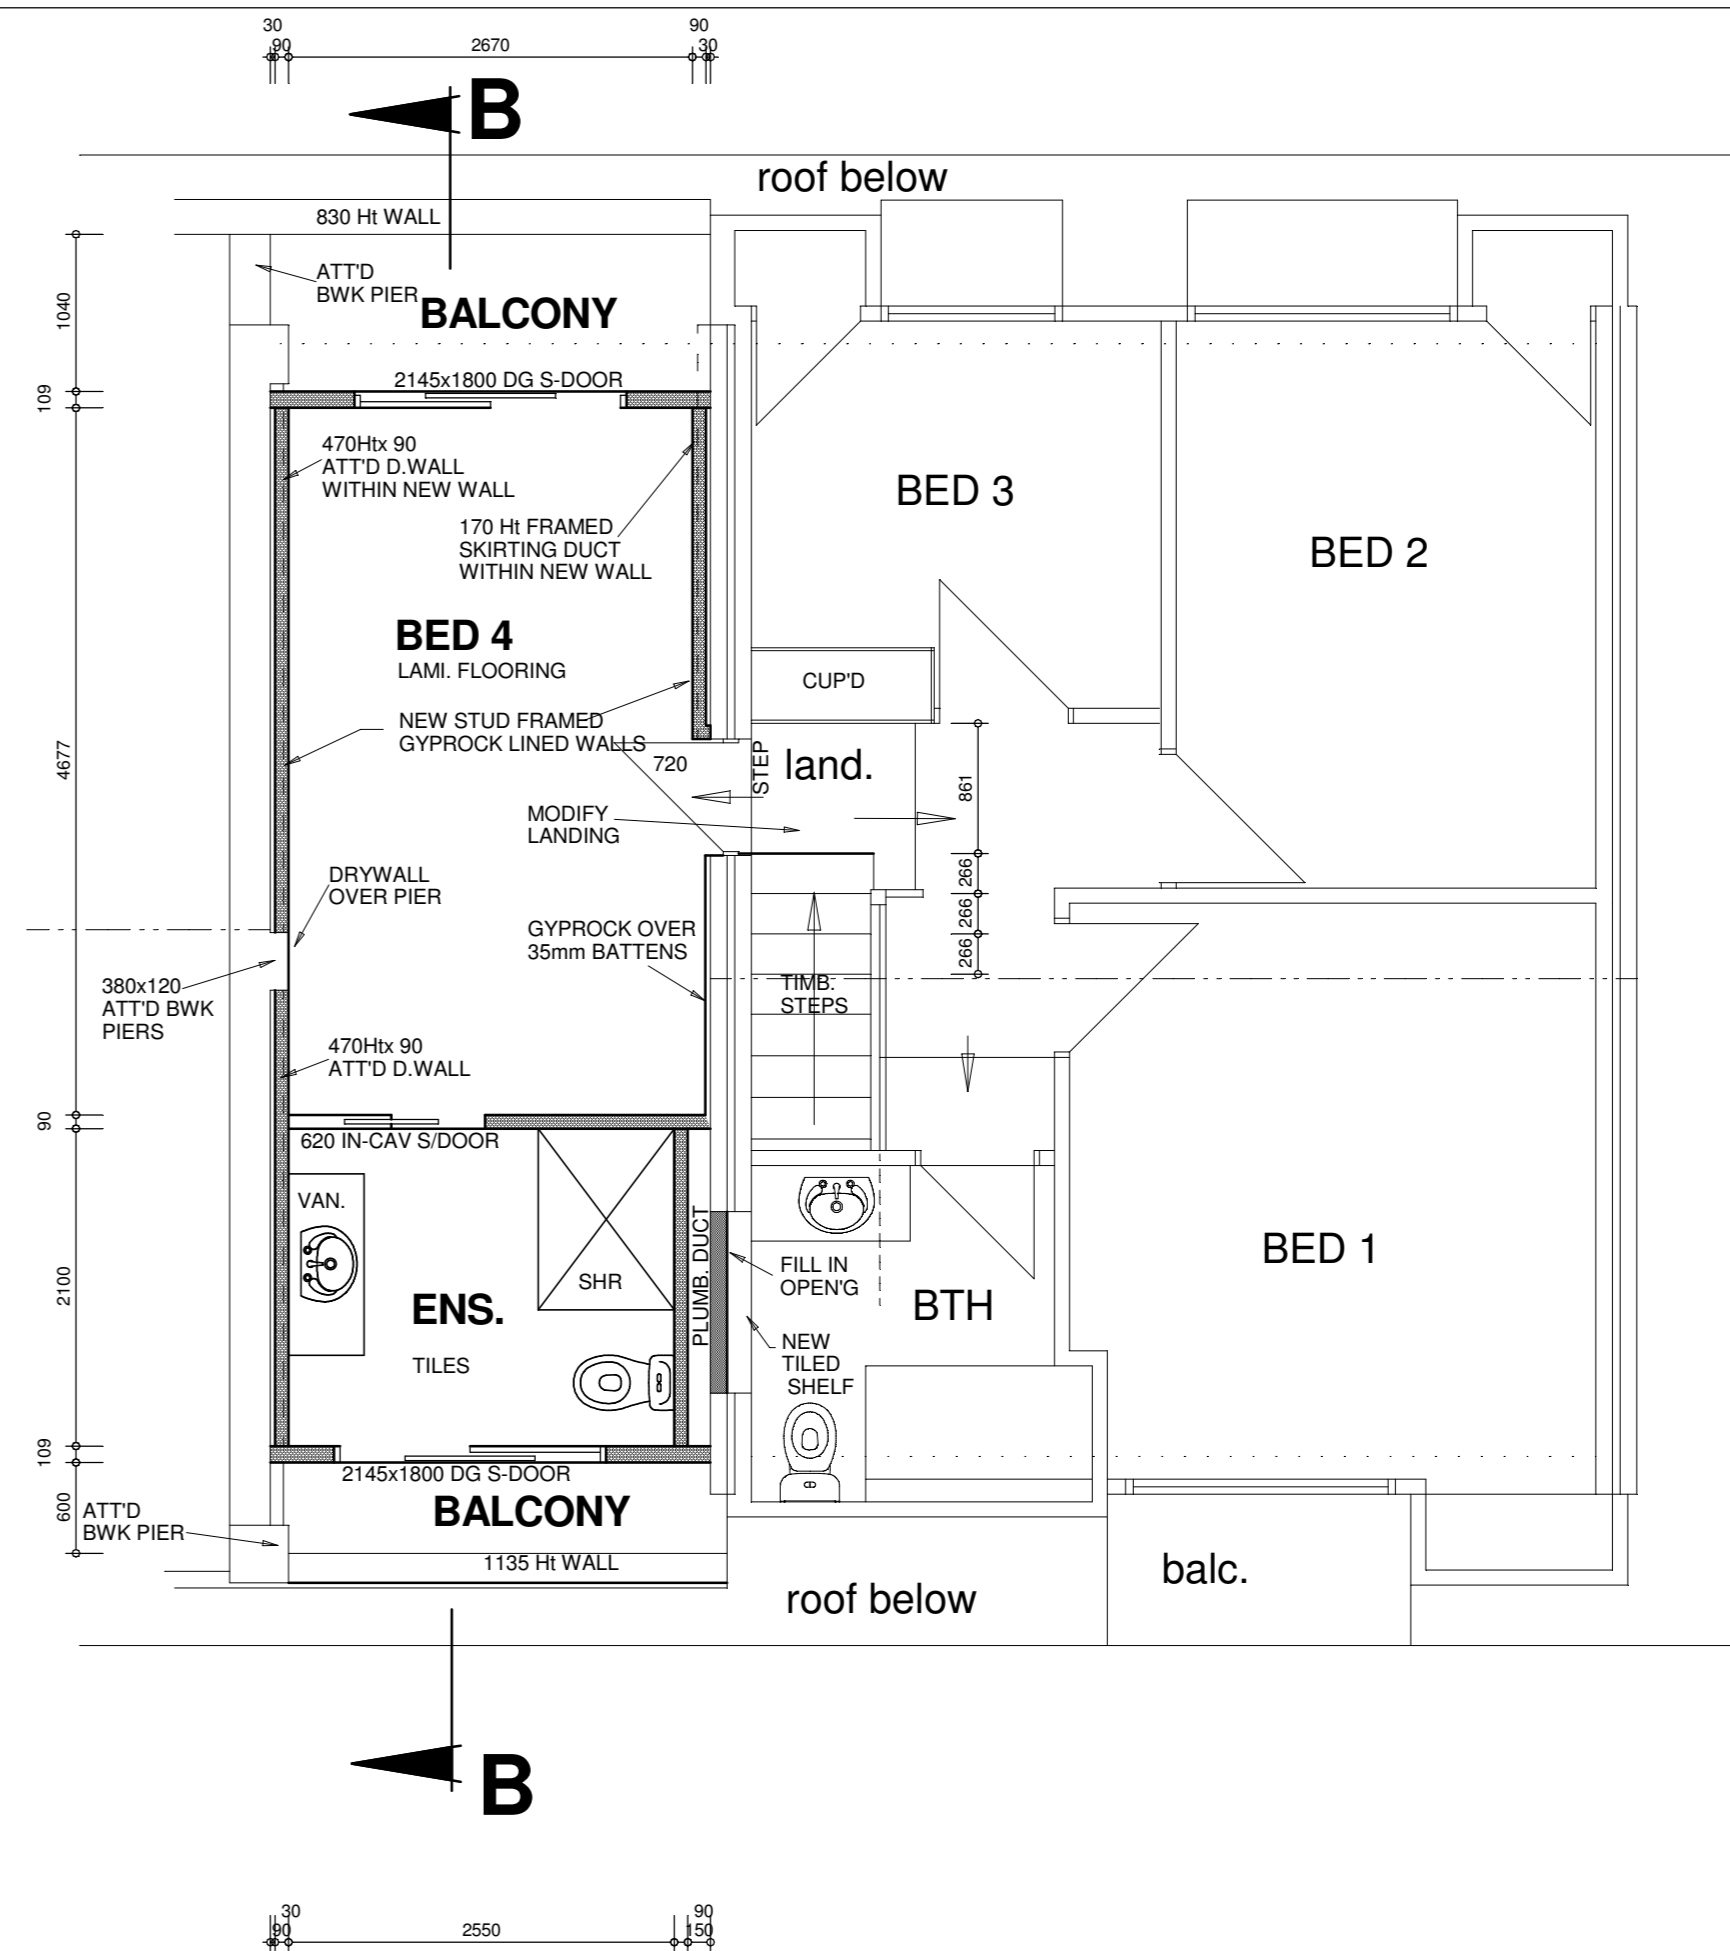 30
90
90
2670
30
B
roof below
830 Ht WALL
ATT'D
BWK PIER
BALCONY
1040
2145x1800 DG S-DOOR
109
470Htx 90
ATT'D D.WALL
WITHIN NEW WALL
BED 3
170 Ht FRAMED
SKIRTING DUCT
WITHIN NEW WALL
BED 2
BED 4
LAMI. FLOORING
CUP'D
NEW STUD FRAMED
GYPROCK LINED WALLS
4677
720
STEP
land.
861
MODIFY
LANDING
266
266
266
DRYWALL
OVER PIER
GYPROCK OVER
35mm BATTENS
380x120
ATT'D BWK
PIERS
TIMB.
STEPS
470Htx 90
ATT'D D.WALL
90
620 IN-CAV S/DOOR
VAN.
PLUMB. DUCT
FILL IN
OPEN'G
BED 1
2100
SHR
ENS.
BTH
TILES
NEW
TILED
SHELF
109
2145x1800 DG S-DOOR
600
ATT'D
BWK PIER
BALCONY
1135 Ht WALL
balc.
roof below
B
30
90
90
2550
150